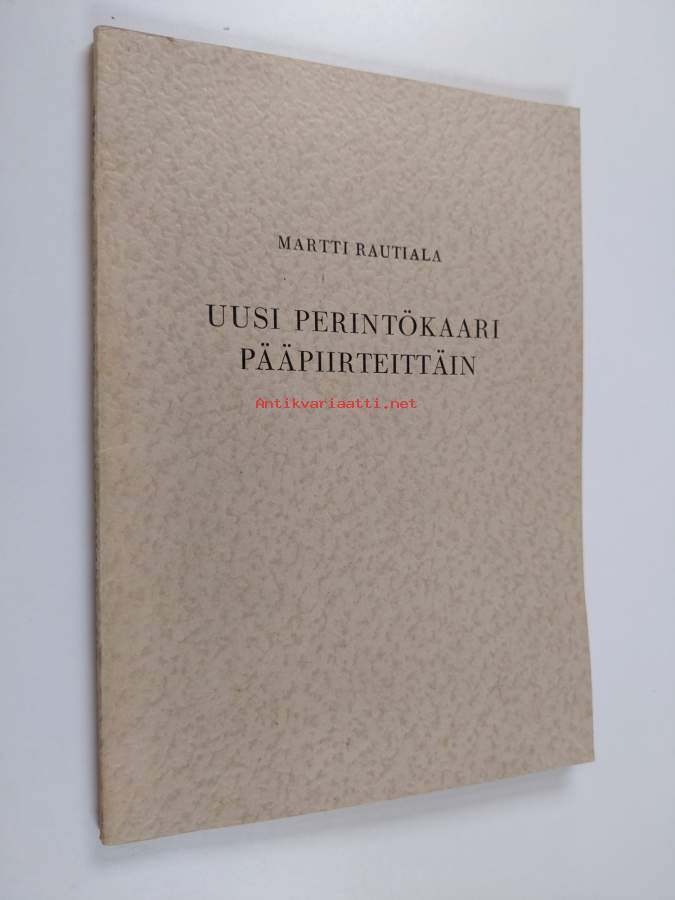 MARTTI RAUTIALA
UUSI PERINTÖKAARI
PÄÄPIIRTEITTÄIN
Antikvariaatti.net